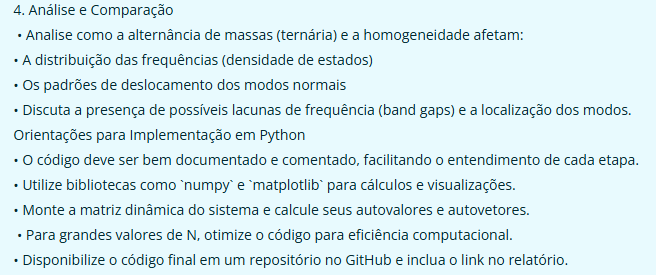 4. Análise e Comparação
• Analise como a alternância de massas (ternária) e a homogeneidade afetam:
• A distribuição das frequências (densidade de estados)
• Os padrões de deslocamento dos modos normais
• Discuta a presença de possíveis lacunas de frequência (band gaps) e a localização dos modos.
Orientações para Implementação em Python
• O código deve ser bem documentado e comentado, facilitando o entendimento de cada etapa.
• Utilize bibliotecas como `numpy` e `matplotlib` para cálculos e visualizações.
• Monte a matriz dinâmica do sistema e calcule seus autovalores e autovetores.
• Para grandes valores de N, otimize o código para eficiência computacional.
• Disponibilize o código final em um repositório no GitHub e inclua o link no relatório.